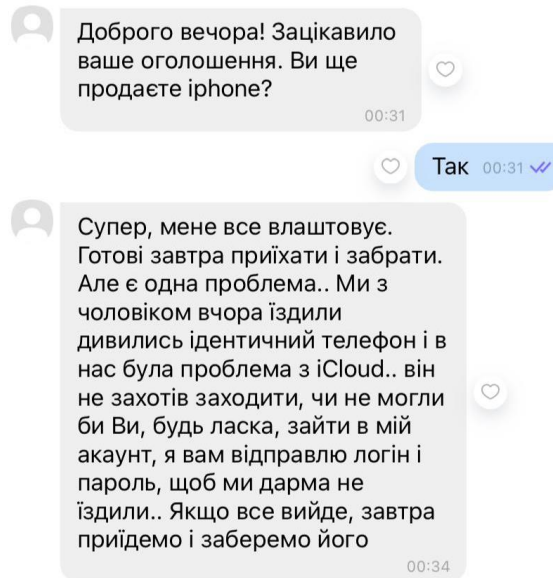 Доброго вечора! Зацікавило
ваше оголошення. Ви ще
продаєте iphone?
00:31
Так 00:31
Супер, мене все влаштовує.
Готові завтра приїхати і забрати.
Але є одна проблема.. Ми з
чоловіком вчора їздили
дивились ідентичний телефон і в
нас була проблема з iCloud.. він
не захотів заходити, чи не могли
би Ви, будь ласка, зайти в мій
акаунт, я вам відправлю логін і
пароль, щоб ми дарма не
їздили.. Якщо все вийде, завтра
приїдемо і заберемо його
00:34